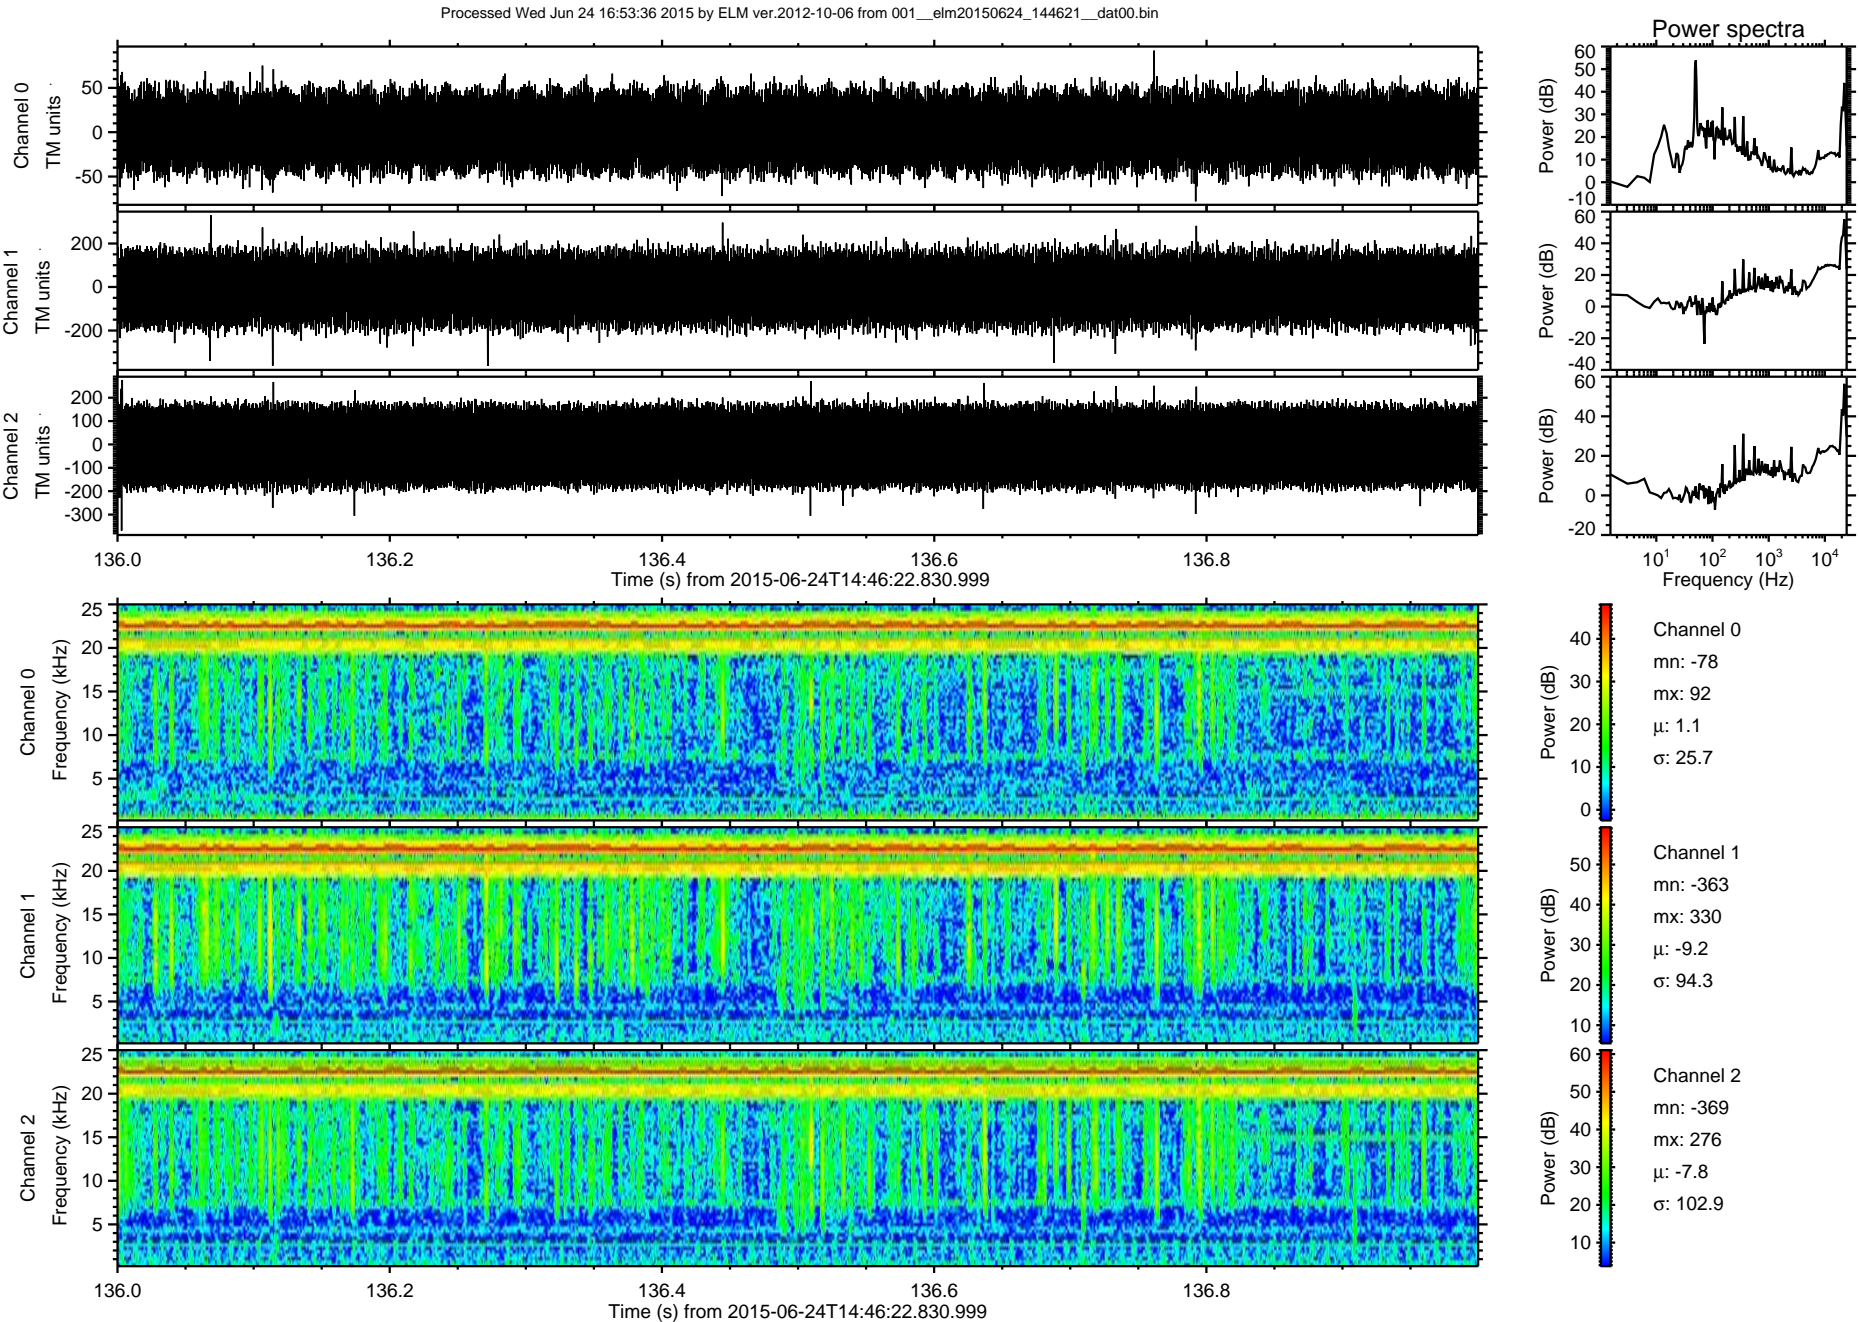 Processed Wed Jun 24 16:53:36 2015 by ELM ver.2012-10-06 from 001__elm20150624_144621__dat00.bin
Power spectra
Channel 0
TM units
50
0
-50
Power (dB)
60
50
40
30
20
10
0
-10
Channel 1
TM units
200
0
-200
Power (dB)
60
40
20
0
-20
-40
Channel 2
TM units
200
100
0
-100
-200
-300
Power (dB)
60
40
20
0
-20
136.0 136.2 136.4 136.6 136.8
Time (s) from 2015-06-24T14:46:22.830.999
10¹ 10² 10³ 10⁴
Frequency (Hz)
Channel 0
Frequency (kHz)
25
20
15
10
5
Power (dB)
40
30
20
10
0
Channel 0
mn: -78
mx: 92
μ: 1.1
σ: 25.7
Channel 1
Frequency (kHz)
25
20
15
10
5
Power (dB)
50
40
30
20
10
Channel 1
mn: -363
mx: 330
μ: -9.2
σ: 94.3
Channel 2
Frequency (kHz)
25
20
15
10
5
Power (dB)
60
50
40
30
20
10
Channel 2
mn: -369
mx: 276
μ: -7.8
σ: 102.9
136.0 136.2 136.4 136.6 136.8
Time (s) from 2015-06-24T14:46:22.830.999